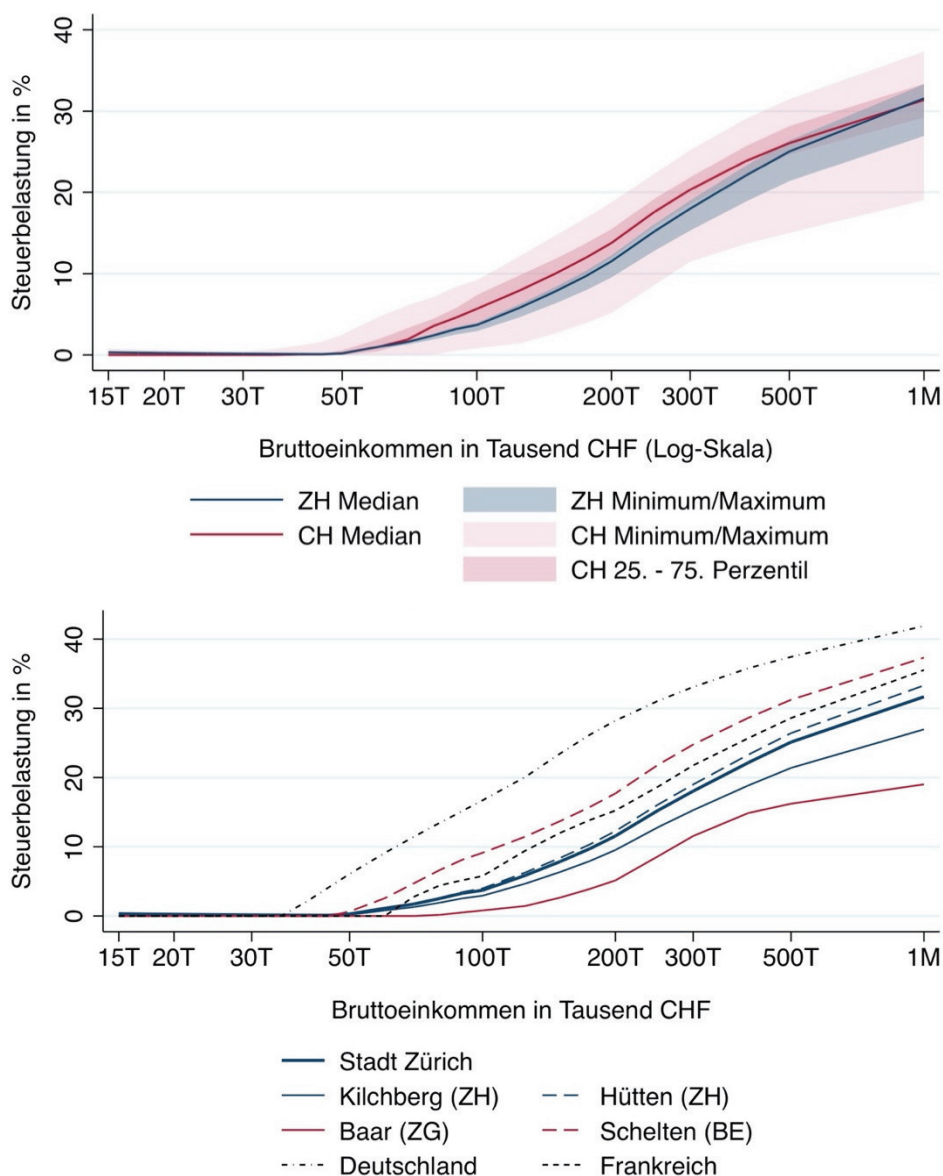 Steuerbelastung in %
40
30
20
10
0
15T 20T 30T 50T 100T 200T 300T 500T 1M
Bruttoeinkommen in Tausend CHF (Log-Skala)
ZH Median ZH Minimum/Maximum
CH Median CH Minimum/Maximum
CH 25. - 75. Perzentil
Steuerbelastung in %
40
30
20
10
0
15T 20T 30T 50T 100T 200T 300T 500T 1M
Bruttoeinkommen in Tausend CHF
Stadt Zürich
Kilchberg (ZH) Hütten (ZH)
Baar (ZG) Schelten (BE)
Deutschland Frankreich